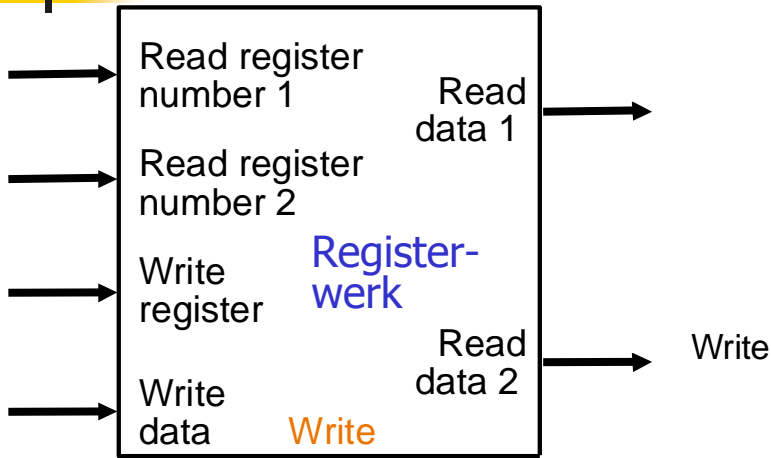 Read register
number 1
Read
data 1
Read register
number 2
Register-
werk
Write
register
Read
data 2
Write
Write
data
Write